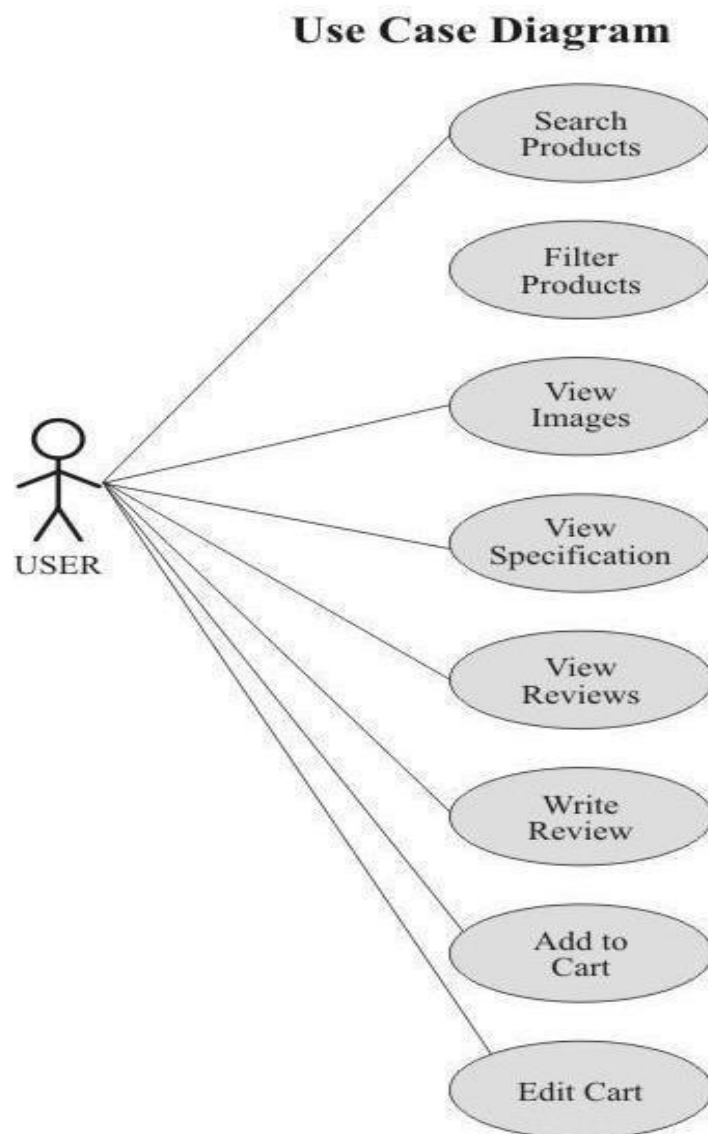 Use Case Diagram
Search
Products
Filter
Products
View
Images
USER
View
Specification
View
Reviews
Write
Review
Add to
Cart
Edit Cart